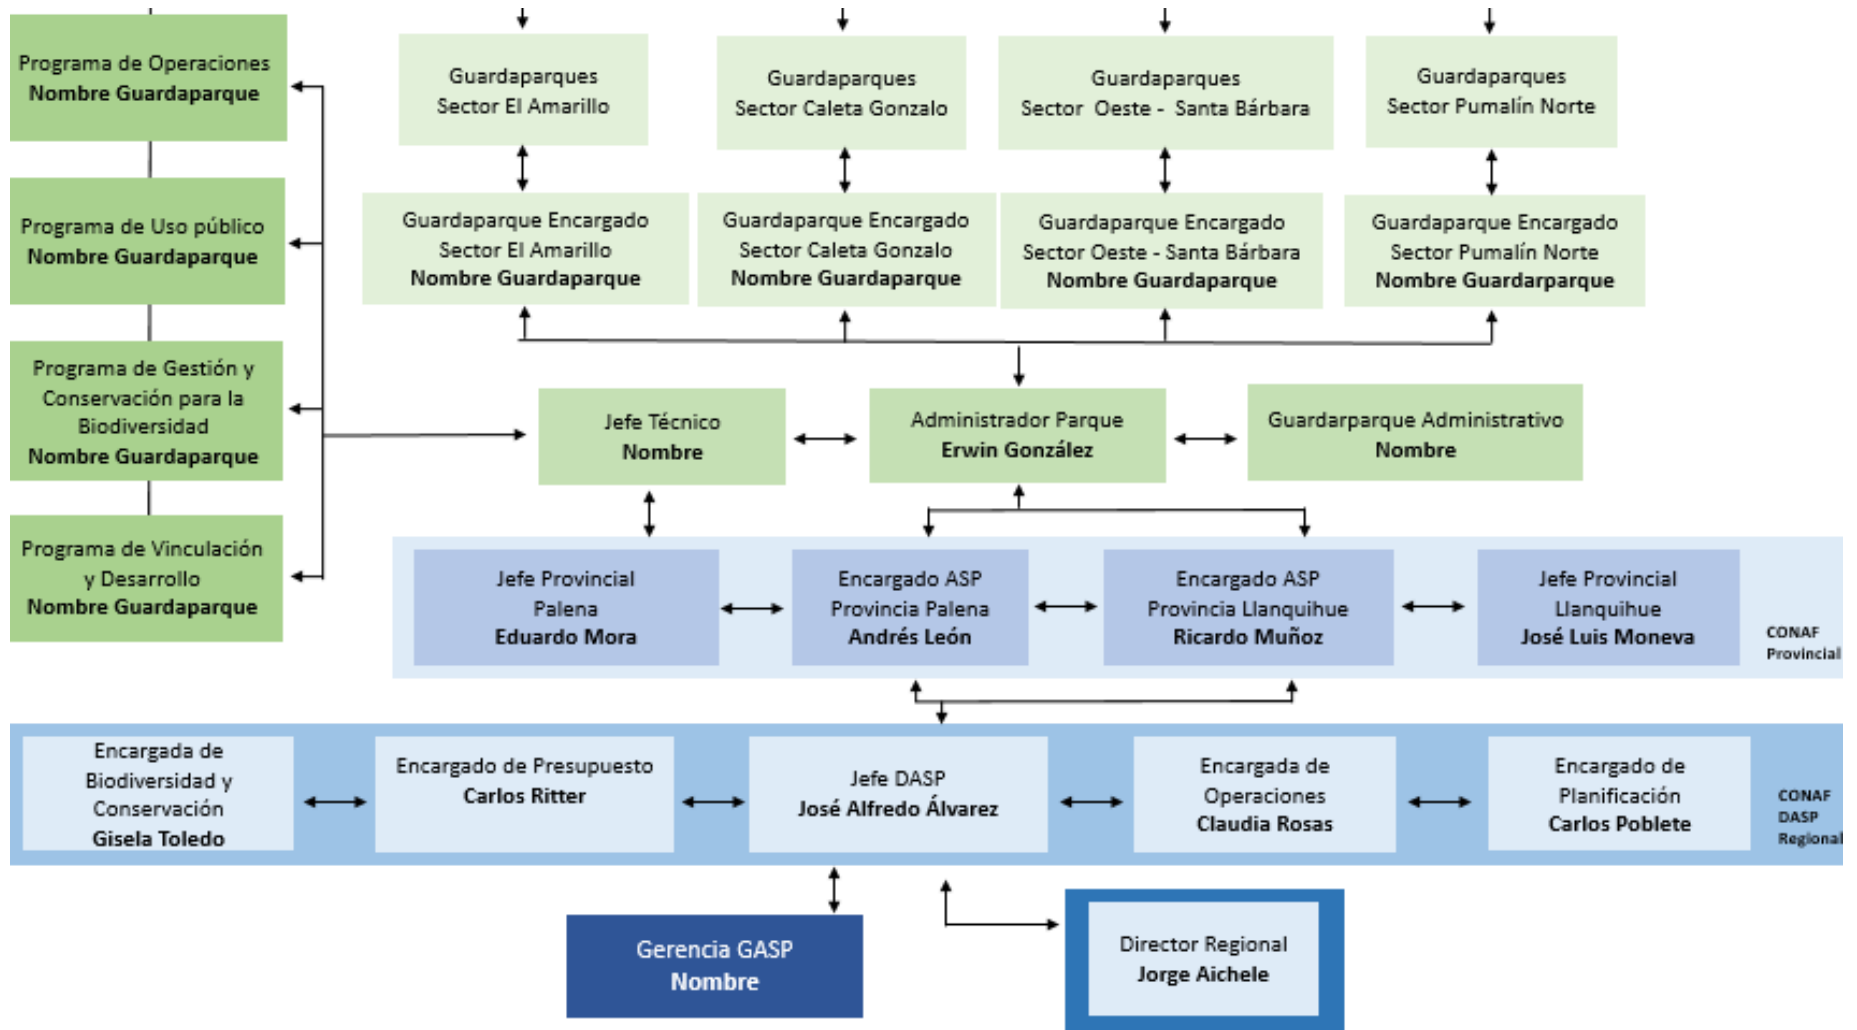 Programa de Operaciones
Nombre Guardaparque
Guardaparques
Sector El Amarillo
Guardaparques
Sector Caleta Gonzalo
Guardaparques
Sector Oeste - Santa Bárbara
Guardaparques
Sector Pumalín Norte
Programa de Uso público
Nombre Guardaparque
Guardaparque Encargado
Sector El Amarillo
Nombre Guardaparque
Guardaparque Encargado
Sector Caleta Gonzalo
Nombre Guardaparque
Guardaparque Encargado
Sector Oeste - Santa Bárbara
Nombre Guardaparque
Guardaparque Encargado
Sector Pumalín Norte
Nombre Guardarparque
Programa de Gestión y
Conservación para la
Biodiversidad
Nombre Guardaparque
Jefe Técnico
Nombre
Administrador Parque
Erwin González
Guardarparque Administrativo
Nombre
Programa de Vinculación
y Desarrollo
Nombre Guardaparque
Jefe Provincial
Palena
Eduardo Mora
Encargado ASP
Provincia Palena
Andrés León
Encargado ASP
Provincia Llanquihue
Ricardo Muñoz
Jefe Provincial
Llanquihue
José Luis Moneva
CONAF
Provincial
Encargada de
Biodiversidad y
Conservación
Gisela Toledo
Encargado de Presupuesto
Carlos Ritter
Jefe DASP
José Alfredo Álvarez
Encargada de
Operaciones
Claudia Rosas
Encargado de
Planificación
Carlos Poblete
CONAF
DASP
Regional
Gerencia GASP
Nombre
Director Regional
Jorge Aichele